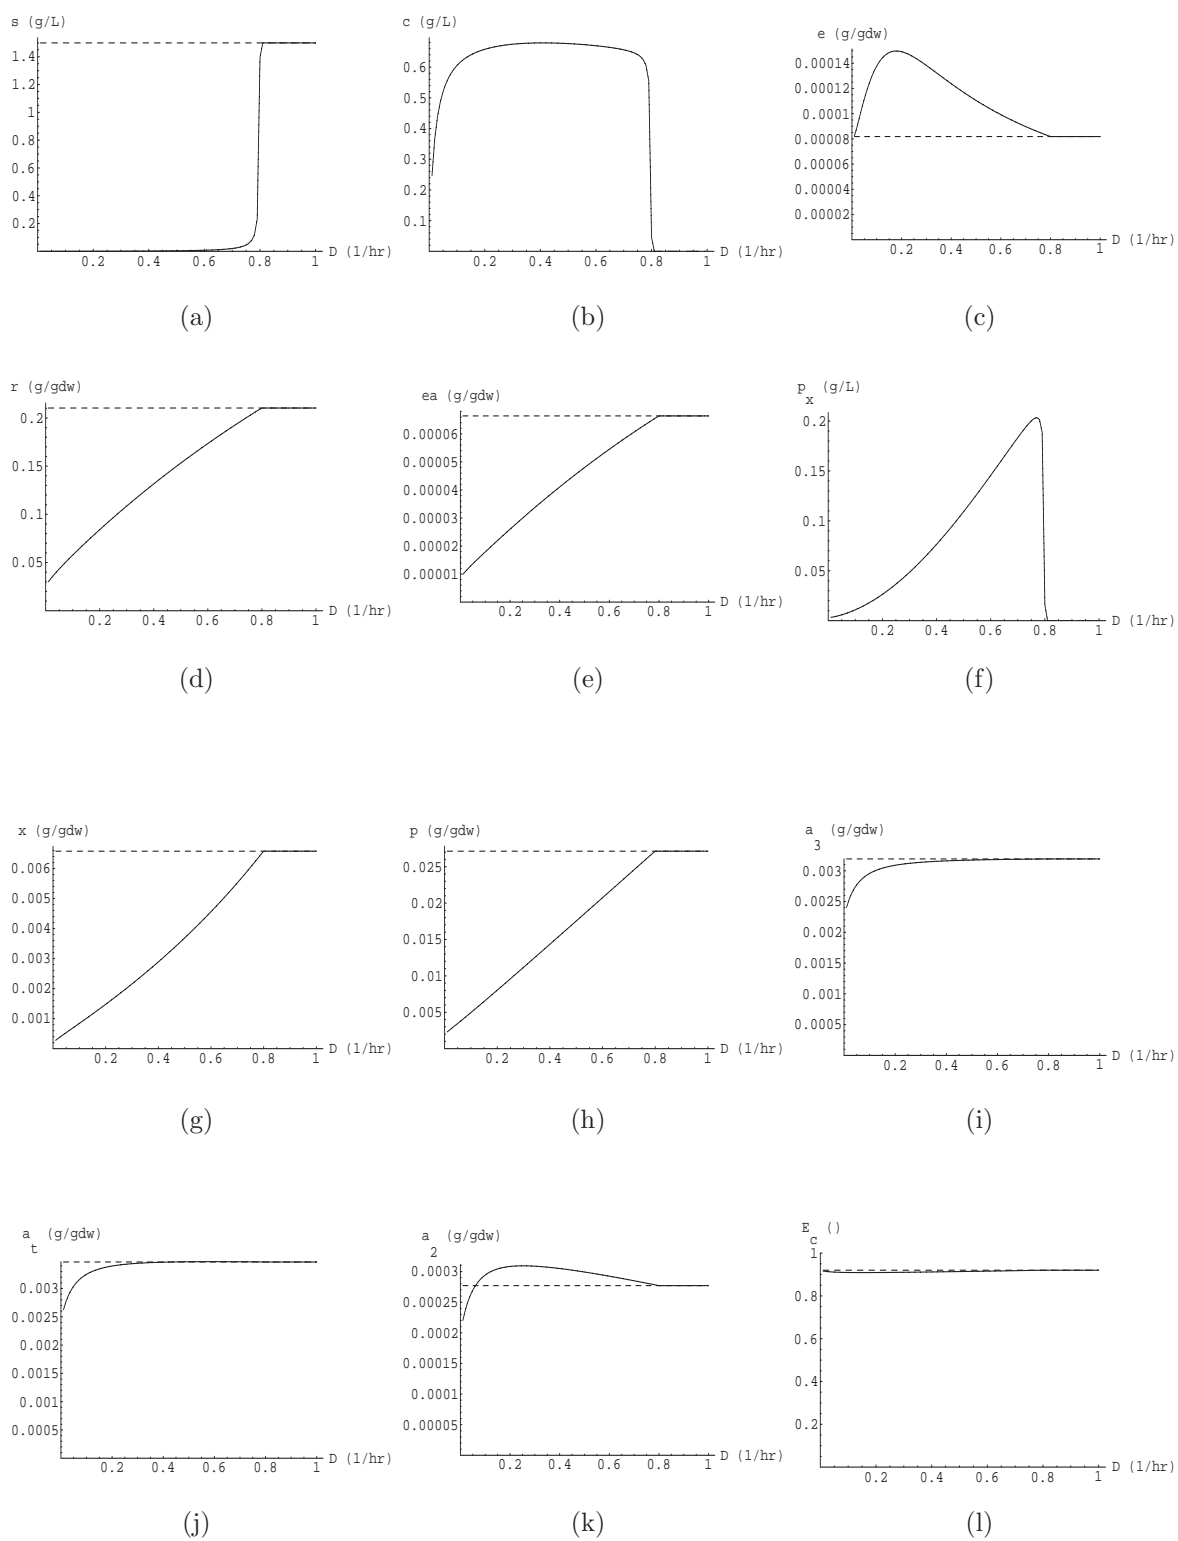 s (g/L)
1.4
1.2
1
0.8
0.6
0.4
0.2
0.2 0.4 0.6 0.8 1
D (1/hr)
(a)
c (g/L)
0.6
0.5
0.4
0.3
0.2
0.1
0.2 0.4 0.6 0.8 1
D (1/hr)
(b)
e (g/gdw)
0.00014
0.00012
0.0001
0.00008
0.00006
0.00004
0.00002
0.2 0.4 0.6 0.8 1
D (1/hr)
(c)
r (g/gdw)
0.2
0.15
0.1
0.05
0.2 0.4 0.6 0.8 1
D (1/hr)
(d)
ea (g/gdw)
0.00006
0.00005
0.00004
0.00003
0.00002
0.00001
0.2 0.4 0.6 0.8 1
D (1/hr)
(e)
p (g/L)
x
0.2
0.15
0.1
0.05
0.2 0.4 0.6 0.8 1
D (1/hr)
(f)
x (g/gdw)
0.006
0.005
0.004
0.003
0.002
0.001
0.2 0.4 0.6 0.8 1
D (1/hr)
(g)
p (g/gdw)
0.025
0.02
0.015
0.01
0.005
0.2 0.4 0.6 0.8 1
D (1/hr)
(h)
a (g/gdw)
3
0.003
0.0025
0.002
0.0015
0.001
0.0005
0.2 0.4 0.6 0.8 1
D (1/hr)
(i)
a (g/gdw)
t
0.003
0.0025
0.002
0.0015
0.001
0.0005
0.2 0.4 0.6 0.8 1
D (1/hr)
(j)
a (g/gdw)
2
0.0003
0.00025
0.0002
0.00015
0.0001
0.00005
0.2 0.4 0.6 0.8 1
D (1/hr)
(k)
E ()
c
1
0.8
0.6
0.4
0.2
0.2 0.4 0.6 0.8 1
D (1/hr)
(l)